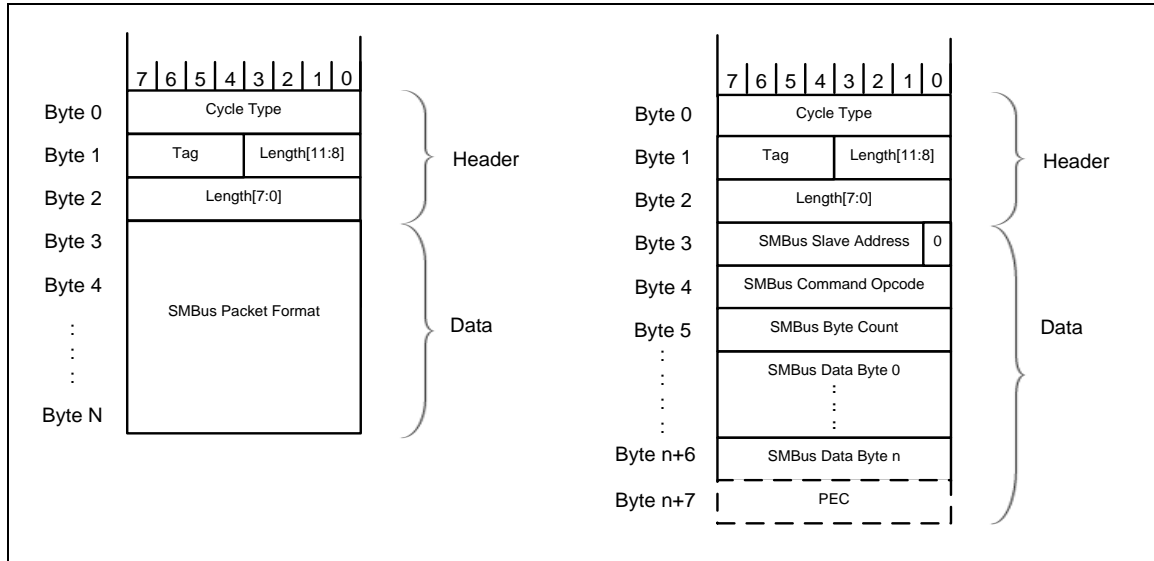 7 6 5 4 3 2 1 0
Byte 0 Cycle Type
Byte 1 Tag Length[11:8]
Byte 2 Length[7:0]
Header
Byte 3
Byte 4
SMBus Packet Format
Data
Byte N
7 6 5 4 3 2 1 0
Byte 0 Cycle Type
Byte 1 Tag Length[11:8]
Byte 2 Length[7:0]
Header
Byte 3 SMBus Slave Address 0
Byte 4 SMBus Command Opcode
Byte 5 SMBus Byte Count
SMBus Data Byte 0
Data
Byte n+6 SMBus Data Byte n
Byte n+7 PEC